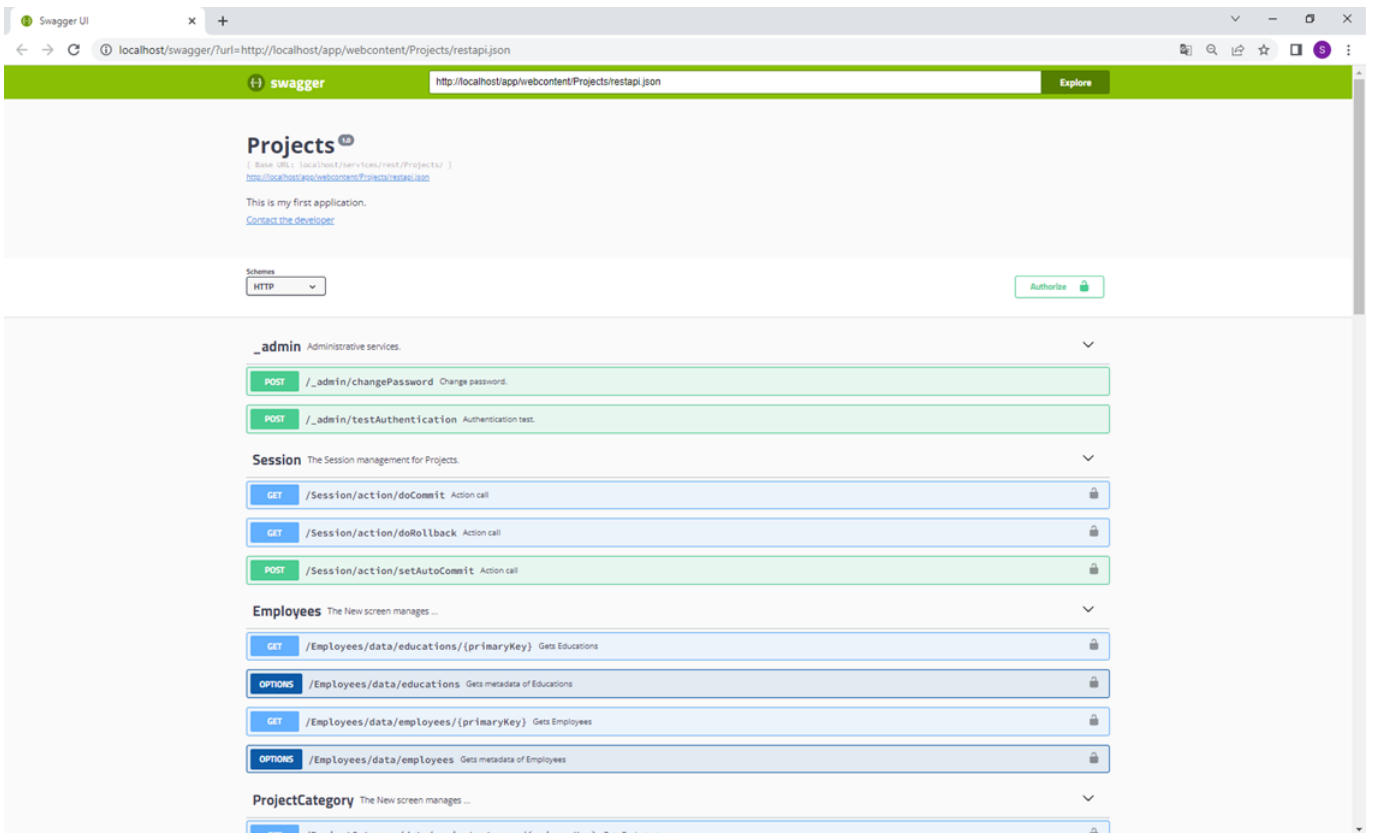 Swagger UI
localhost/swagger/?url=http://localhost/app/webcontent/Projects/restapi.json
S
{-} swagger
http://localhost/app/webcontent/Projects/restapi.json
Explore
Projects 1.0
[ Base URL: localhost/services/rest/Projects/ ]
http://localhost/app/webcontent/Projects/restapi.json
This is my first application.
Contact the developer
Schemes
HTTP
Authorize
_admin Administrative services.
POST /_admin/changePassword Change password.
POST /_admin/testAuthentication Authentication test.
Session The Session management for Projects.
GET /Session/action/doCommit Action call
GET /Session/action/doRollback Action call
POST /Session/action/setAutoCommit Action call
Employees The New screen manages ...
GET /Employees/data/educations/{primaryKey} Gets Educations
OPTIONS /Employees/data/educations Gets metadata of Educations
GET /Employees/data/employees/{primaryKey} Gets Employees
OPTIONS /Employees/data/employees Gets metadata of Employees
ProjectCategory The New screen manages ...